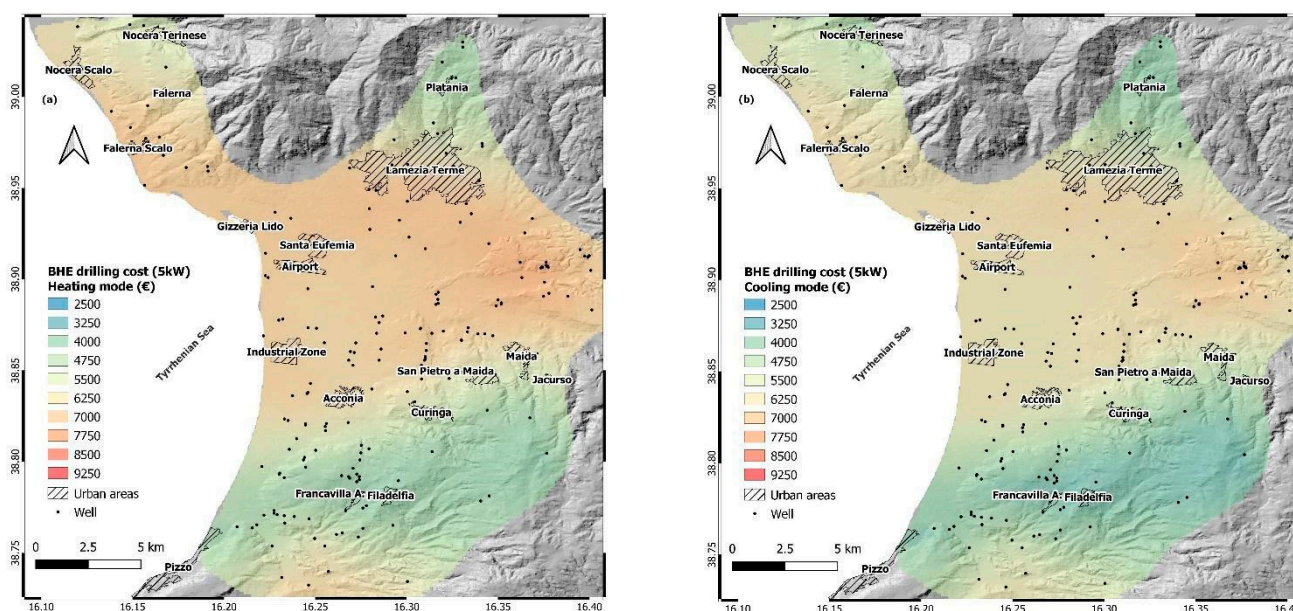 Nocera Terinese
Nocera Scalo
39.00
(a)
Falerna
Platania
Falerna Scalo
Lamezia Terme
38.95
Gizzeria Lido
Santa Eufemia
Airport
38.90
BHE drilling cost (5kW)
Heating mode (€)
2500
3250
4000
4750
5500
6250
7000
7750
8500
9250
Urban areas
Well
Tyrrhenian Sea
Industrial Zone
Maida
San Pietro a Maida
Jacurso
38.85
Acconia
Curinga
38.80
Francavilla A.
Filadelfia
38.75
0 2.5 5 km
Pizzo
16.10 16.15 16.20 16.25 16.30 16.35 16.40
Nocera Terinese
Nocera Scalo
39.00
(b)
Falerna
Platania
Falerna Scalo
Lamezia Terme
38.95
Gizzeria Lido
Santa Eufemia
Airport
38.90
BHE drilling cost (5kW)
Cooling mode (€)
2500
3250
4000
4750
5500
6250
7000
7750
8500
9250
Urban areas
Well
Tyrrhenian Sea
Industrial Zone
Maida
San Pietro a Maida
Jacurso
38.85
Acconia
Curinga
38.80
Francavilla A.
Filadelfia
38.75
0 2.5 5 km
Pizzo
16.10 16.15 16.20 16.25 16.30 16.35 16.40